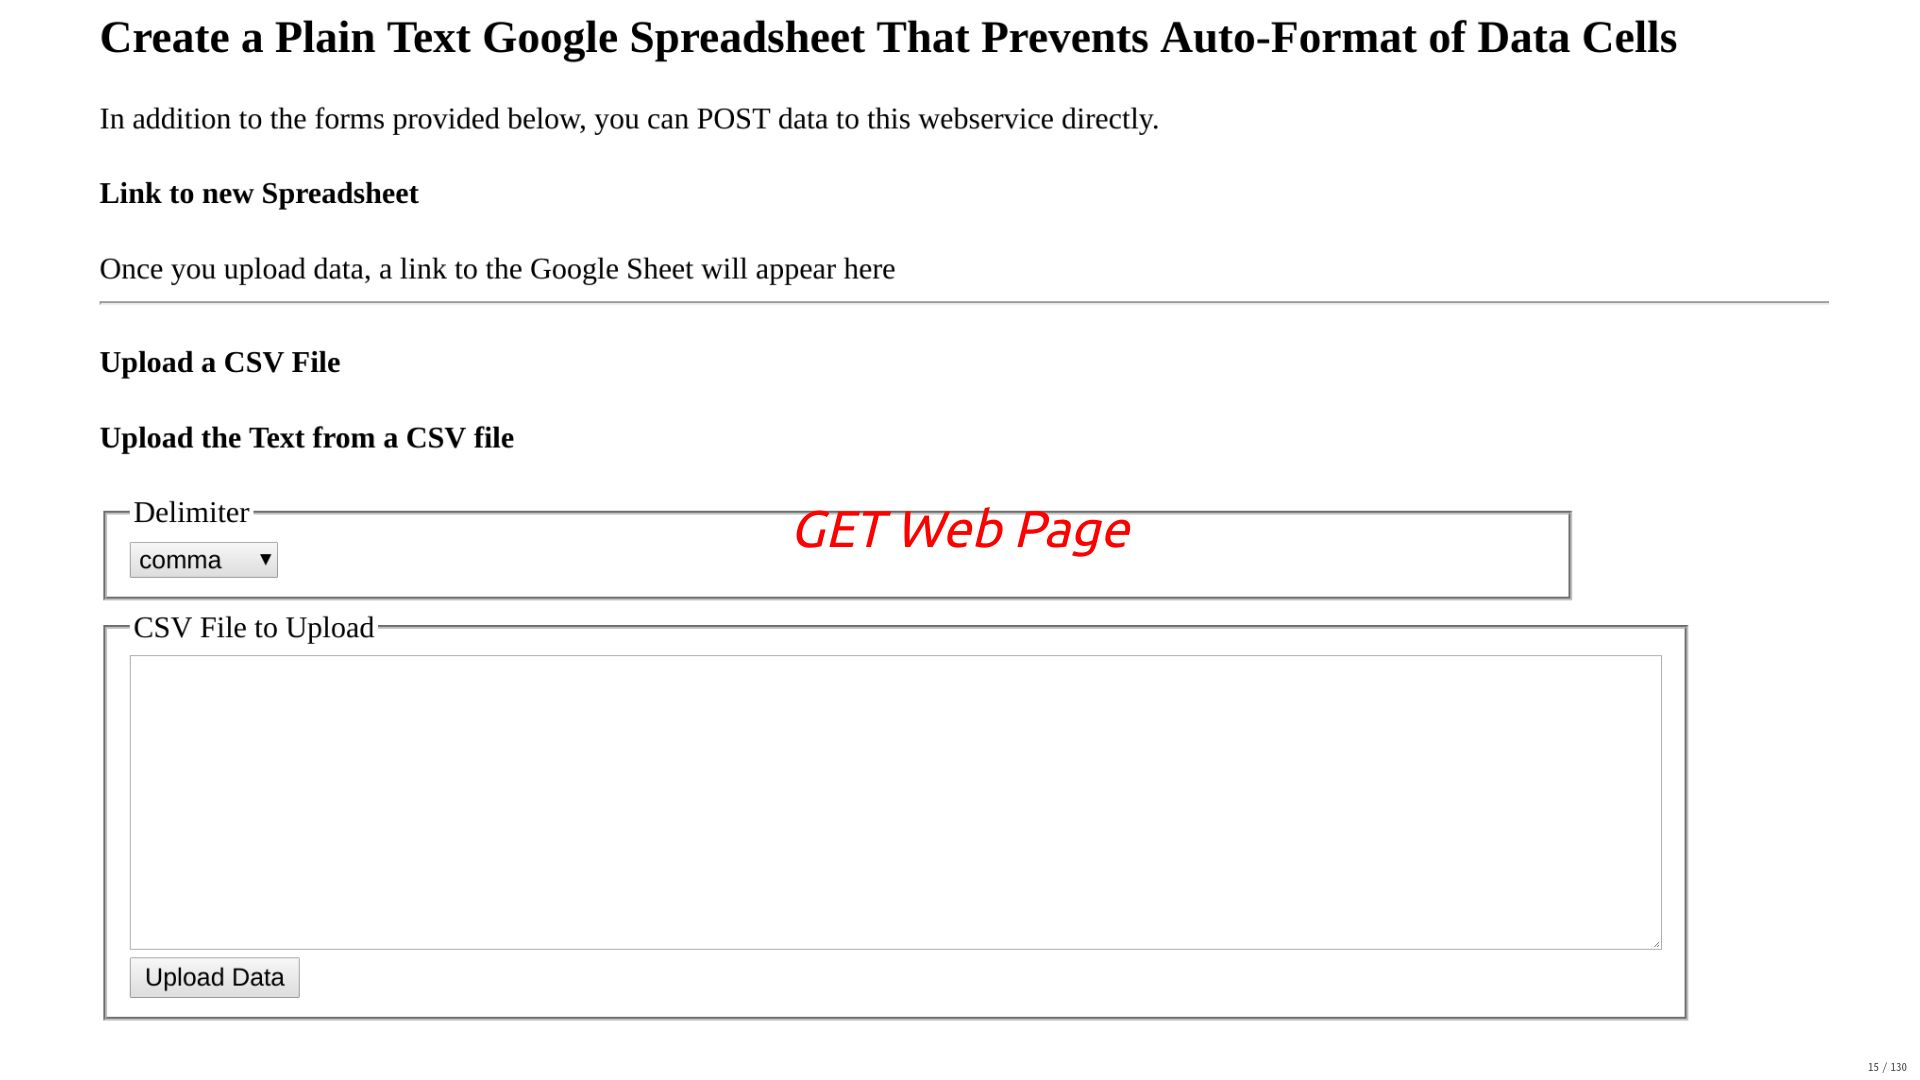 Create a Plain Text Google Spreadsheet That Prevents Auto-Format of Data Cells
In addition to the forms provided below, you can POST data to this webservice directly.
Link to new Spreadsheet
Once you upload data, a link to the Google Sheet will appear here
Upload a CSV File
Upload the Text from a CSV file
Delimiter
GET Web Page
comma
CSV File to Upload
Upload Data
15 / 130